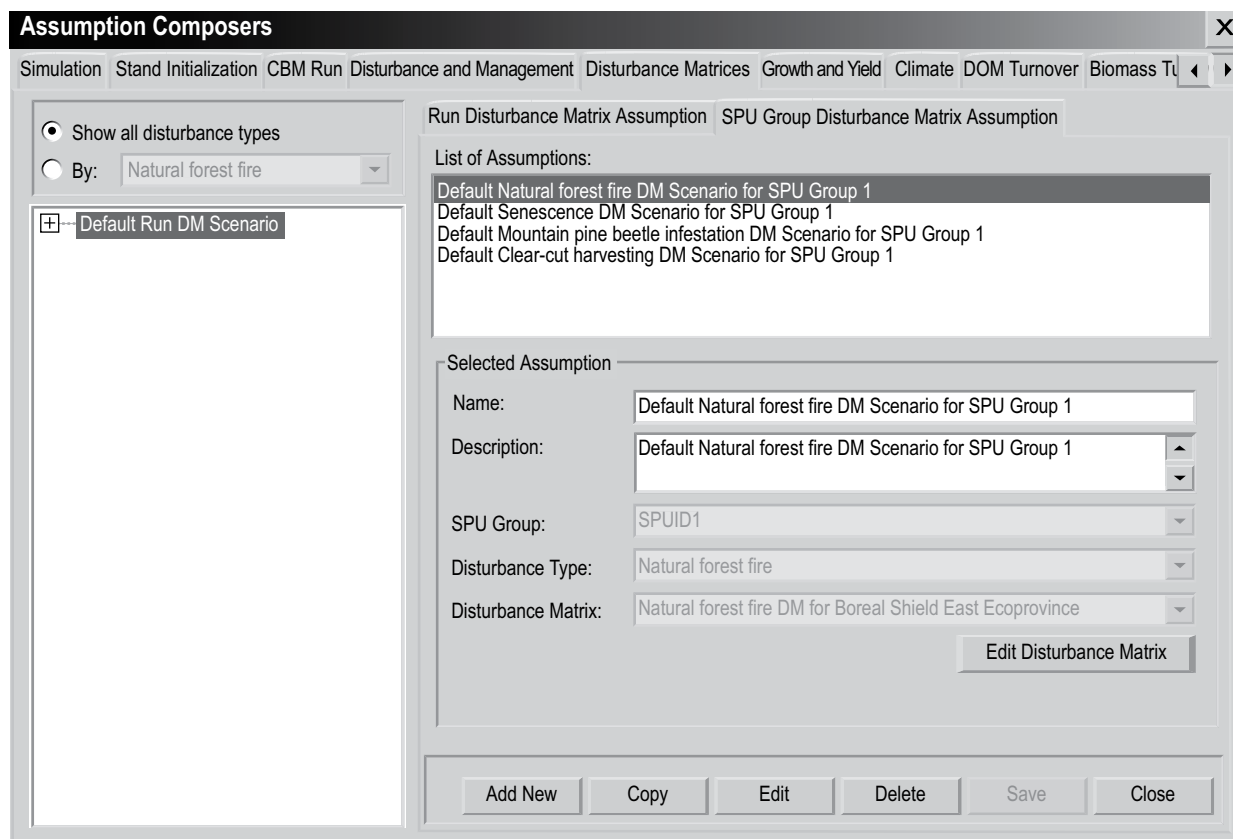 Assumption Composers
X
Simulation Stand Initialization CBM Run Disturbance and Management Disturbance Matrices Growth and Yield Climate DOM Turnover Biomass Tu
Show all disturbance types
By: Natural forest fire
Default Run DM Scenario
Run Disturbance Matrix Assumption SPU Group Disturbance Matrix Assumption
List of Assumptions:
Default Natural forest fire DM Scenario for SPU Group 1
Default Senescence DM Scenario for SPU Group 1
Default Mountain pine beetle infestation DM Scenario for SPU Group 1
Default Clear-cut harvesting DM Scenario for SPU Group 1
Selected Assumption
Name: Default Natural forest fire DM Scenario for SPU Group 1
Description: Default Natural forest fire DM Scenario for SPU Group 1
SPU Group: SPUID1
Disturbance Type: Natural forest fire
Disturbance Matrix: Natural forest fire DM for Boreal Shield East Ecoprovince
Edit Disturbance Matrix
Add New Copy Edit Delete Save Close